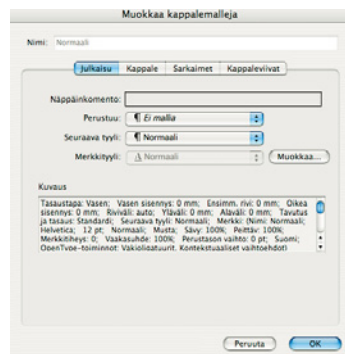 Muokkaa kappalemalleja
Nimi: Normaali
Julkaisu Kappale Sarkaimet Kappaleviivat
Näppäinkomento:
Perustuu: ¶ Ei mallia
Seuraava tyyli: ¶ Normaali
Merkkityyli: A Normaali Muokkaa...
Kuvaus
Tasaustapa: Vasen; Vasen sisennys: 0 mm; Ensimm. rivi: 0 mm; Oikea
sisennys: 0 mm; Riviväli: auto; Yläväli: 0 mm; Alaväli: 0 mm; Tavutus
ja tasaus: Standardi; Seuraava tyyli: Normaali; Merkki: (Nimi: Normaali;
Helvetica; 12 pt; Normaali; Musta; Sävy: 100%; Peittäv: 100%;
Merkkitiheys: 0; Vaakasuhde: 100%; Perustason vaihto: 0 pt; Suomi;
OpenType-toiminnot: Vakioligatuurit, Kontekstuaaliset vaihtoehdot)
Peruuta OK